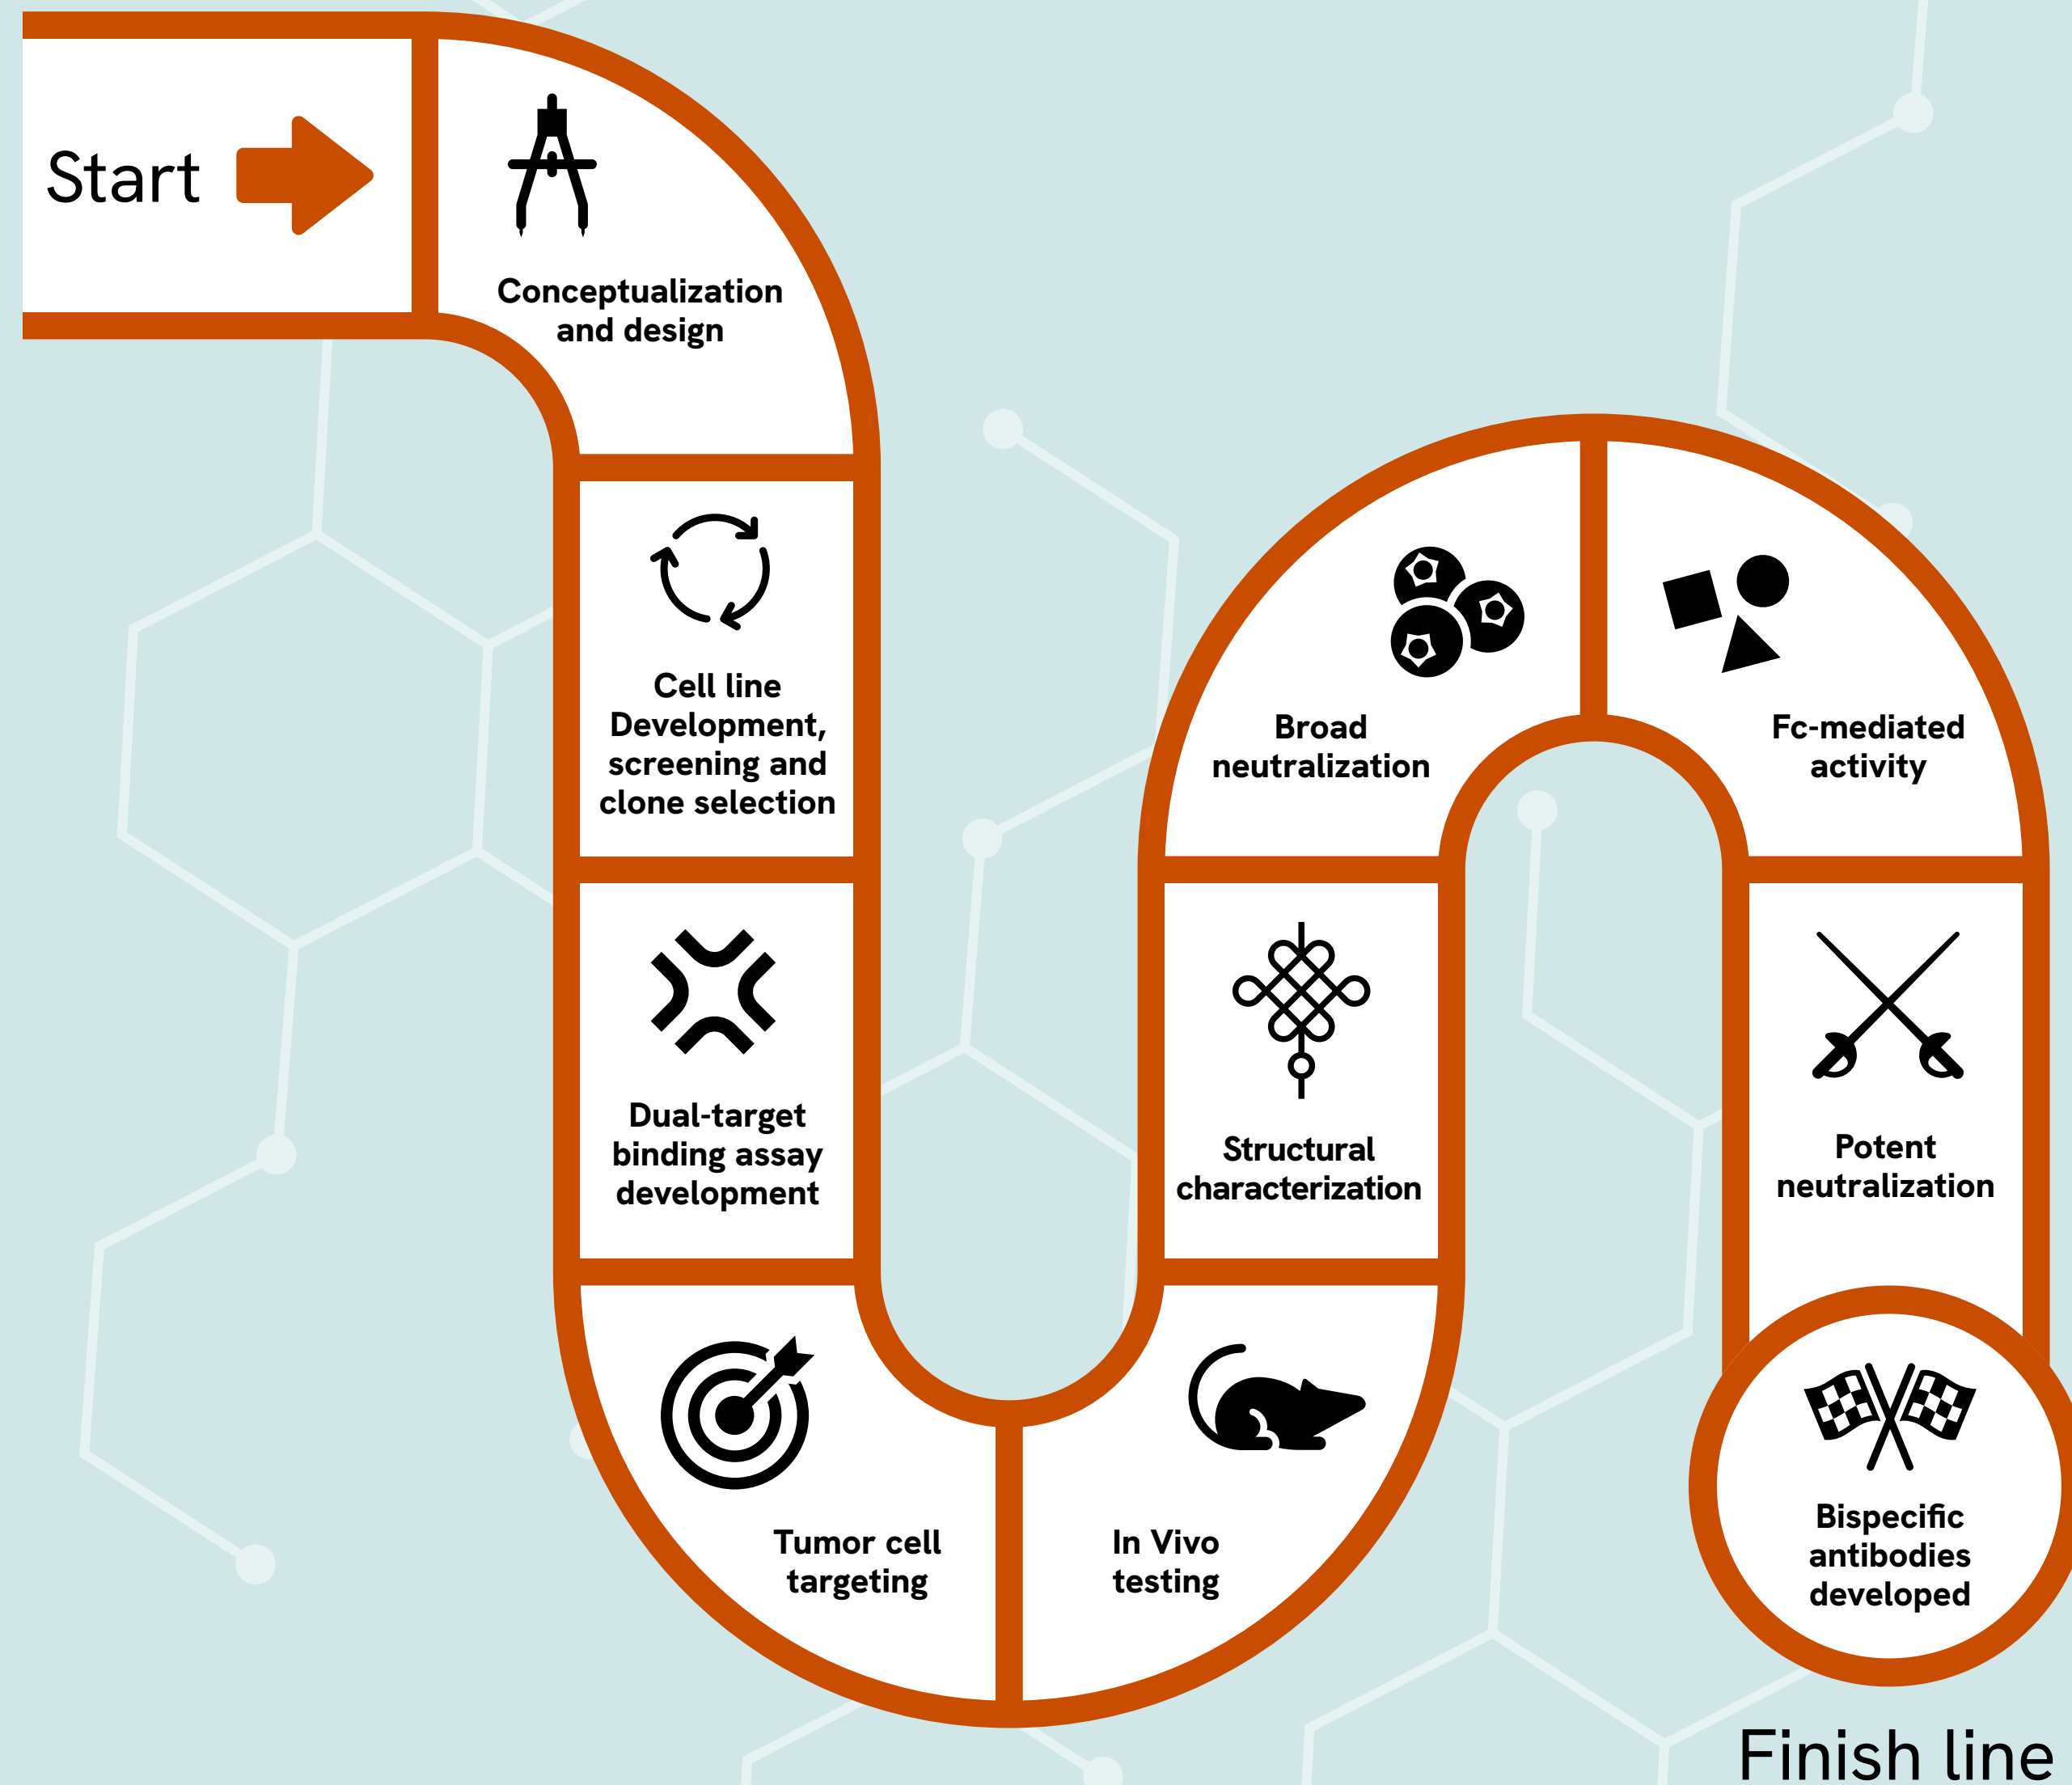 Start
Conceptualization
and design
Cell line
Development,
screening and
clone selection
Dual-target
binding assay
development
Tumor cell
targeting
In Vivo
testing
Structural
characterization
Broad
neutralization
Fc-mediated
activity
Potent
neutralization
Bispecific
antibodies
developed
Finish line